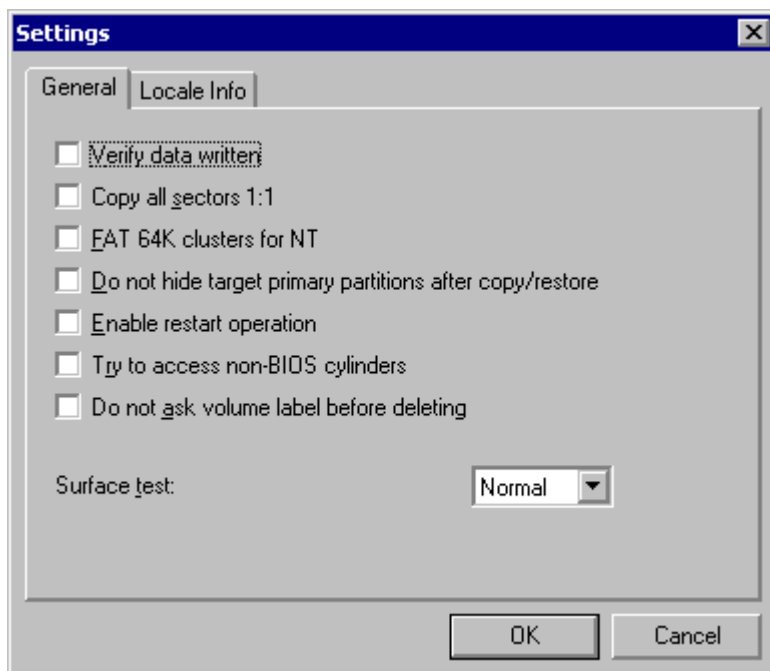 Settings
General
Locale Info
Verify data written
Copy all sectors 1:1
FAT 64K clusters for NT
Do not hide target primary partitions after copy/restore
Enable restart operation
Try to access non-BIOS cylinders
Do not ask volume label before deleting
Surface test:
Normal
OK
Cancel